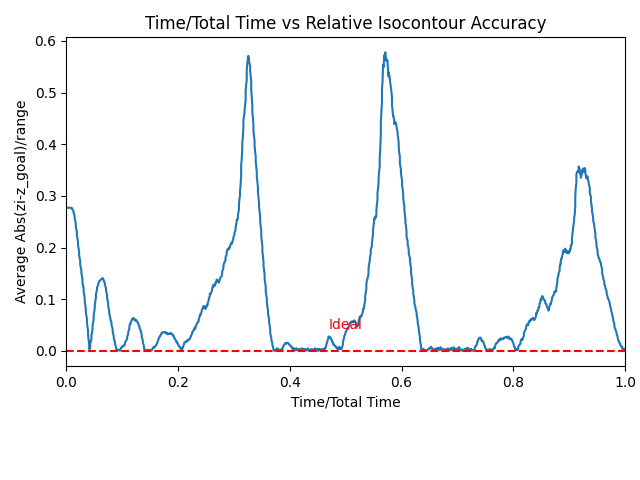 Time/Total Time vs Relative Isocontour Accuracy
Average Abs(zi-z_goal)/range
0.6
0.5
0.4
0.3
0.2
0.1
0.0
Ideal
0.0 0.2 0.4 0.6 0.8 1.0
Time/Total Time